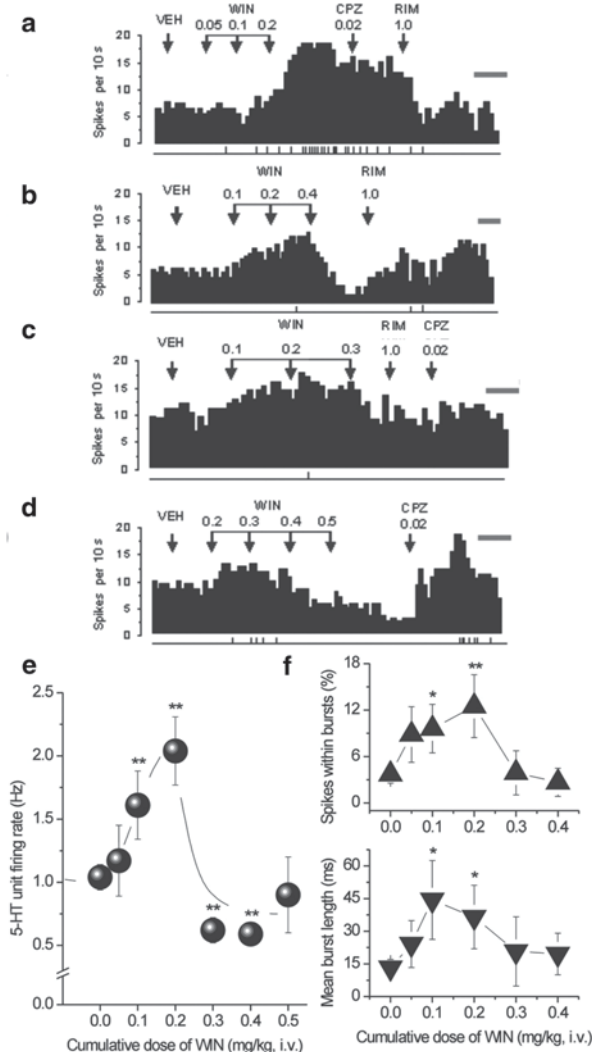 a
VEH WIN CPZ RIM
0.05 0.1 0.2 0.02 1.0
Spikes per 10 s
20
15
10
5
0
b
WIN RIM
VEH 0.1 0.2 0.4 1.0
Spikes per 10 s
20
15
10
5
0
c
WIN
VEH RIM CPZ
0.1 0.2 0.3 1.0 0.02
Spikes per 10 s
20
15
10
5
0
d
WIN CPZ
VEH 0.2 0.3 0.4 0.5 0.02
Spikes per 10 s
20
15
10
5
0
e
5-HT unit firing rate (Hz)
2.5
2.0
1.5
1.0
0.5
0.0
** ** ** **
0.0 0.1 0.2 0.3 0.4 0.5
Cumulative dose of WIN (mg/kg, i.v.)
f
Spikes within bursts (%)
18
12
6
0
* **
0.0 0.1 0.2 0.3 0.4
Mean burst length (ms)
60
45
30
15
0
* *
0.0 0.1 0.2 0.3 0.4
Cumulative dose of WIN (mg/kg, i.v.)